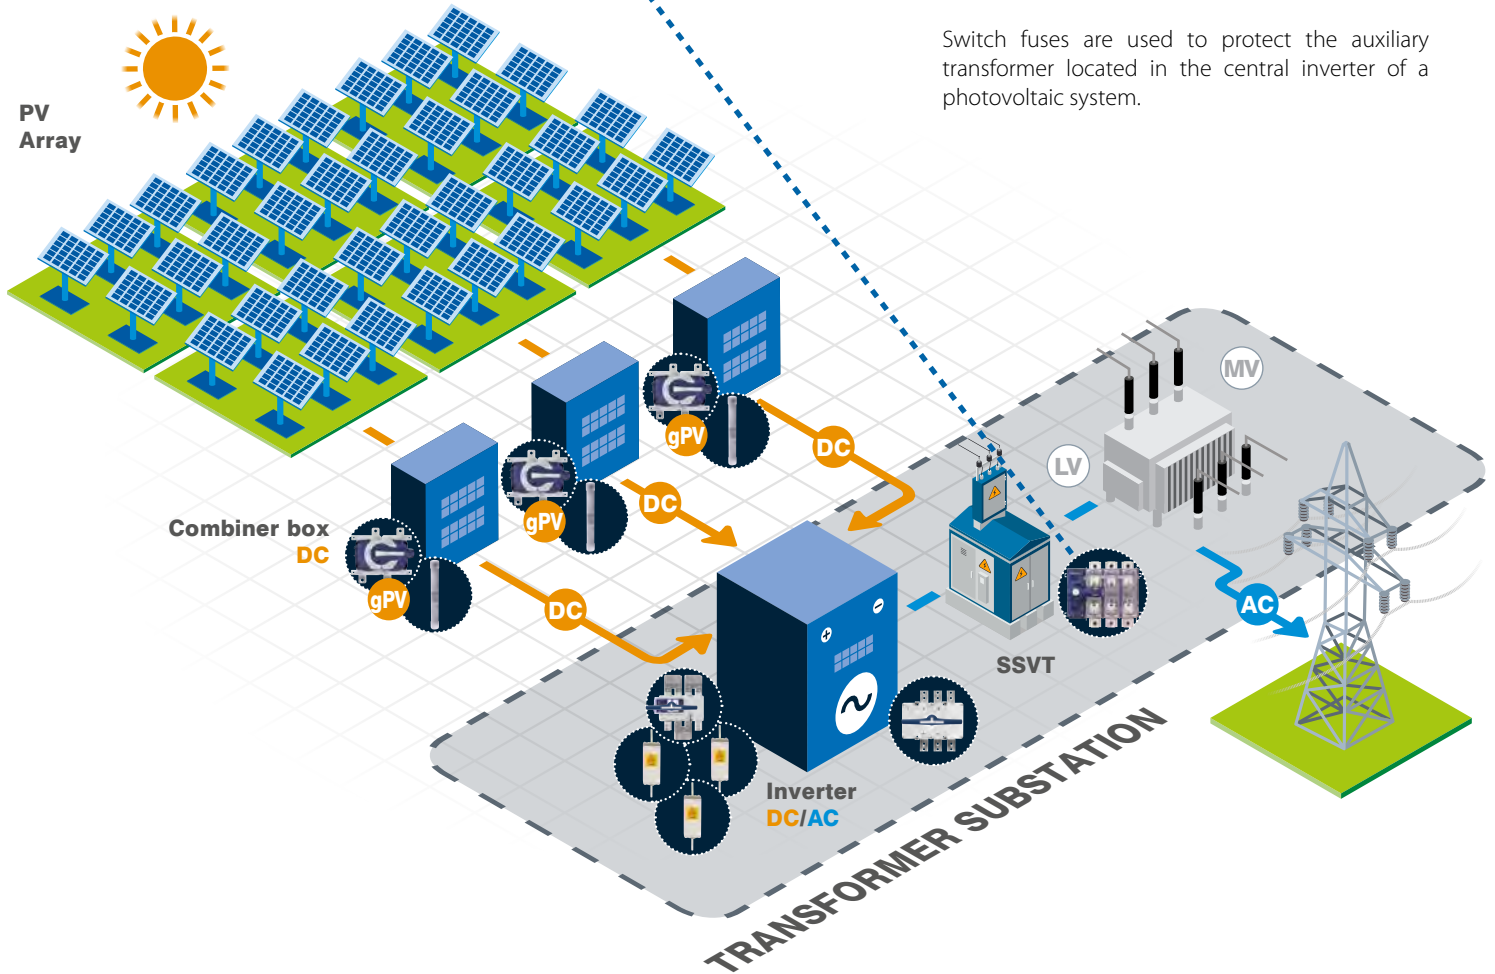 Switch fuses are used to protect the auxiliary
transformer located in the central inverter of a
photovoltaic system.
PV
Array
MV
LV
DC
gPV
DC
gPV
Combiner box
DC
DC
gPV
AC
SSVT
Inverter
DC/AC
TRANSFORMER SUBSTATION